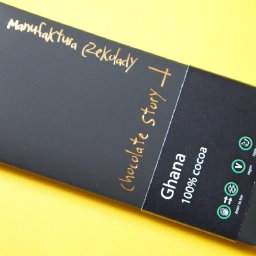 Manufaktura Czekolady
Chocolate Story
Ghana
100% cocoa